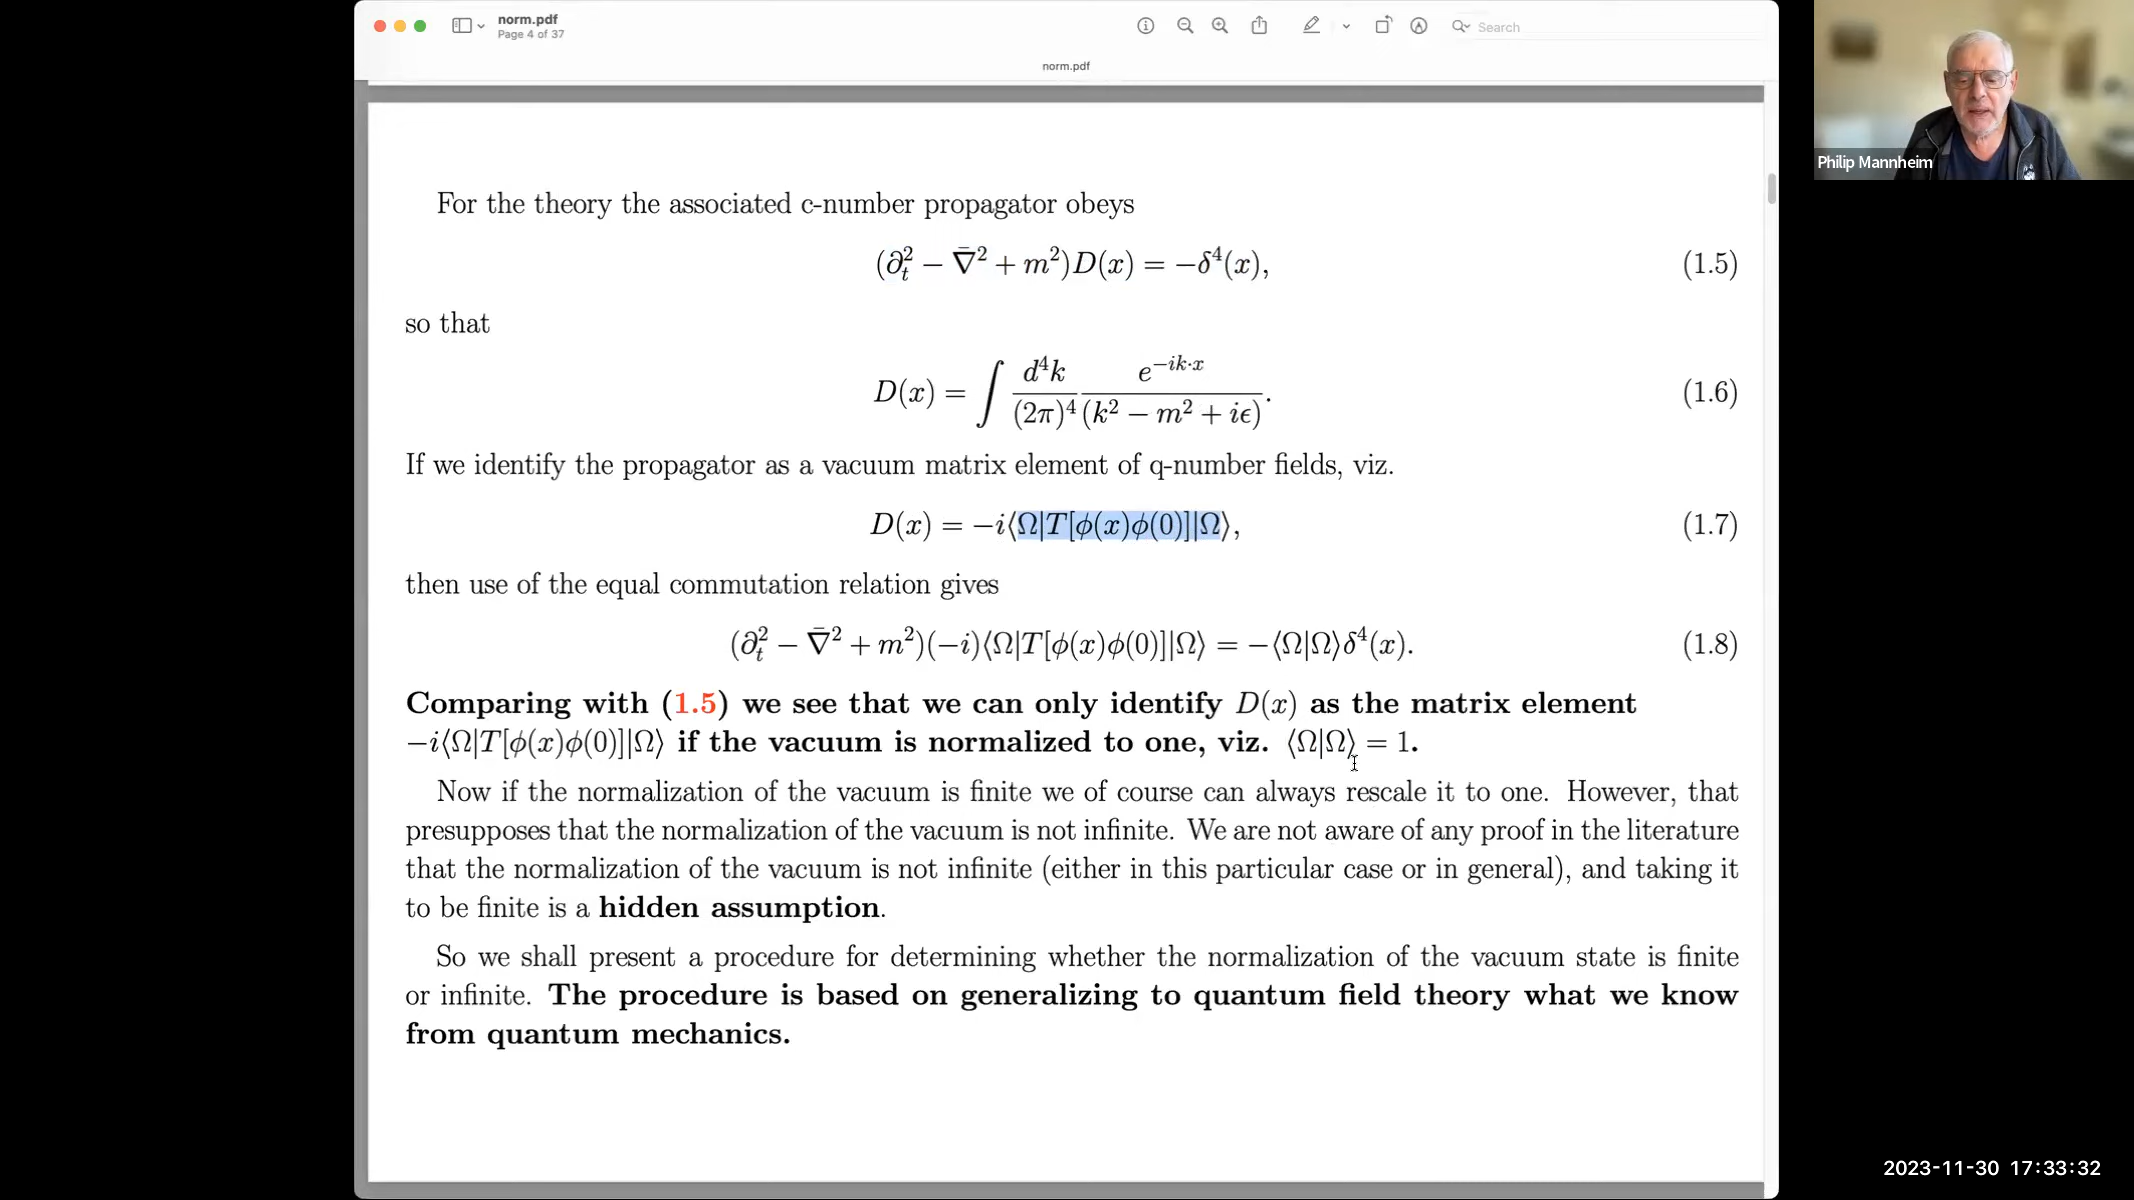 norm.pdf
Page 4 of 37
Search
norm.pdf
Philip Mannheim
For the theory the associated c-number propagator obeys
(∂_t^2 − ∇̄^2 + m^2)D(x) = −δ^4(x), (1.5)
so that
D(x) = ∫ d^4k/(2π)^4 e^{−ik·x}/(k^2 − m^2 + iϵ). (1.6)
If we identify the propagator as a vacuum matrix element of q-number fields, viz.
D(x) = −i⟨Ω|T[ϕ(x)ϕ(0)]|Ω⟩, (1.7)
then use of the equal commutation relation gives
(∂_t^2 − ∇̄^2 + m^2)(−i)⟨Ω|T[ϕ(x)ϕ(0)]|Ω⟩ = −⟨Ω|Ω⟩δ^4(x). (1.8)
Comparing with (1.5) we see that we can only identify D(x) as the matrix element
−i⟨Ω|T[ϕ(x)ϕ(0)]|Ω⟩ if the vacuum is normalized to one, viz. ⟨Ω|Ω⟩ = 1.
Now if the normalization of the vacuum is finite we of course can always rescale it to one. However, that
presupposes that the normalization of the vacuum is not infinite. We are not aware of any proof in the literature
that the normalization of the vacuum is not infinite (either in this particular case or in general), and taking it
to be finite is a hidden assumption.
So we shall present a procedure for determining whether the normalization of the vacuum state is finite
or infinite. The procedure is based on generalizing to quantum field theory what we know
from quantum mechanics.
2023-11-30 17:33:32